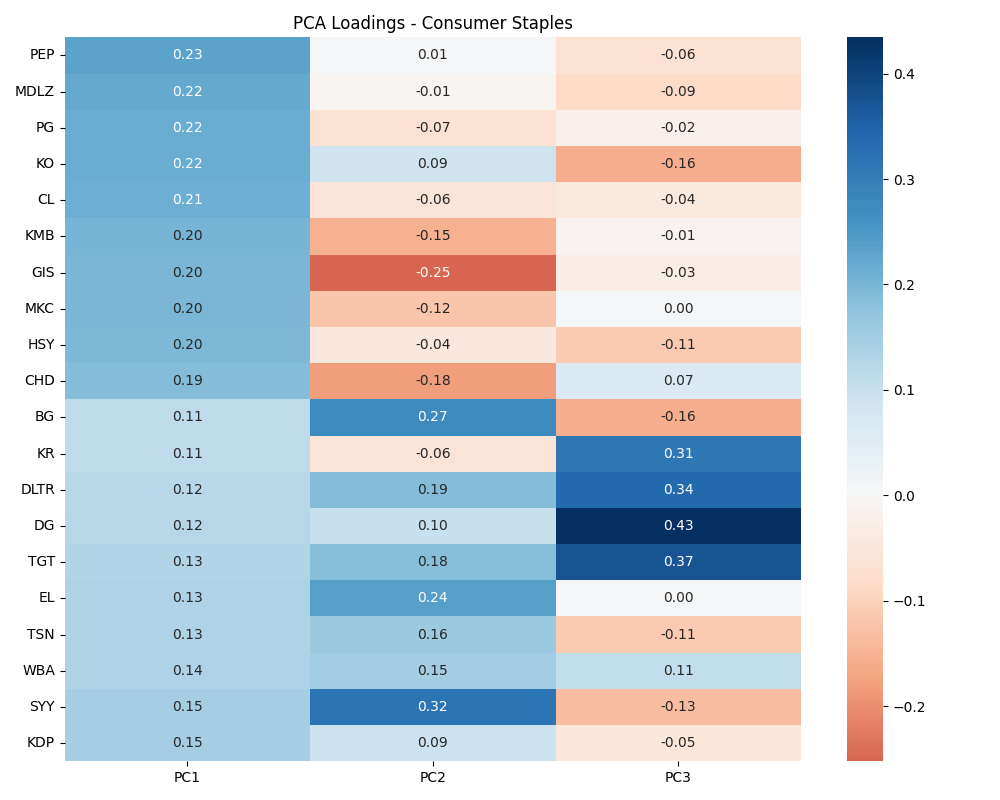 PCA Loadings - Consumer Staples
PEP 0.23 0.01 -0.06
MDLZ 0.22 -0.01 -0.09
PG 0.22 -0.07 -0.02
KO 0.22 0.09 -0.16
CL 0.21 -0.06 -0.04
KMB 0.20 -0.15 -0.01
GIS 0.20 -0.25 -0.03
MKC 0.20 -0.12 0.00
HSY 0.20 -0.04 -0.11
CHD 0.19 -0.18 0.07
BG 0.11 0.27 -0.16
KR 0.11 -0.06 0.31
DLTR 0.12 0.19 0.34
DG 0.12 0.10 0.43
TGT 0.13 0.18 0.37
EL 0.13 0.24 0.00
TSN 0.13 0.16 -0.11
WBA 0.14 0.15 0.11
SYY 0.15 0.32 -0.13
KDP 0.15 0.09 -0.05
PC1 PC2 PC3
0.4
0.3
0.2
0.1
0.0
−0.1
−0.2